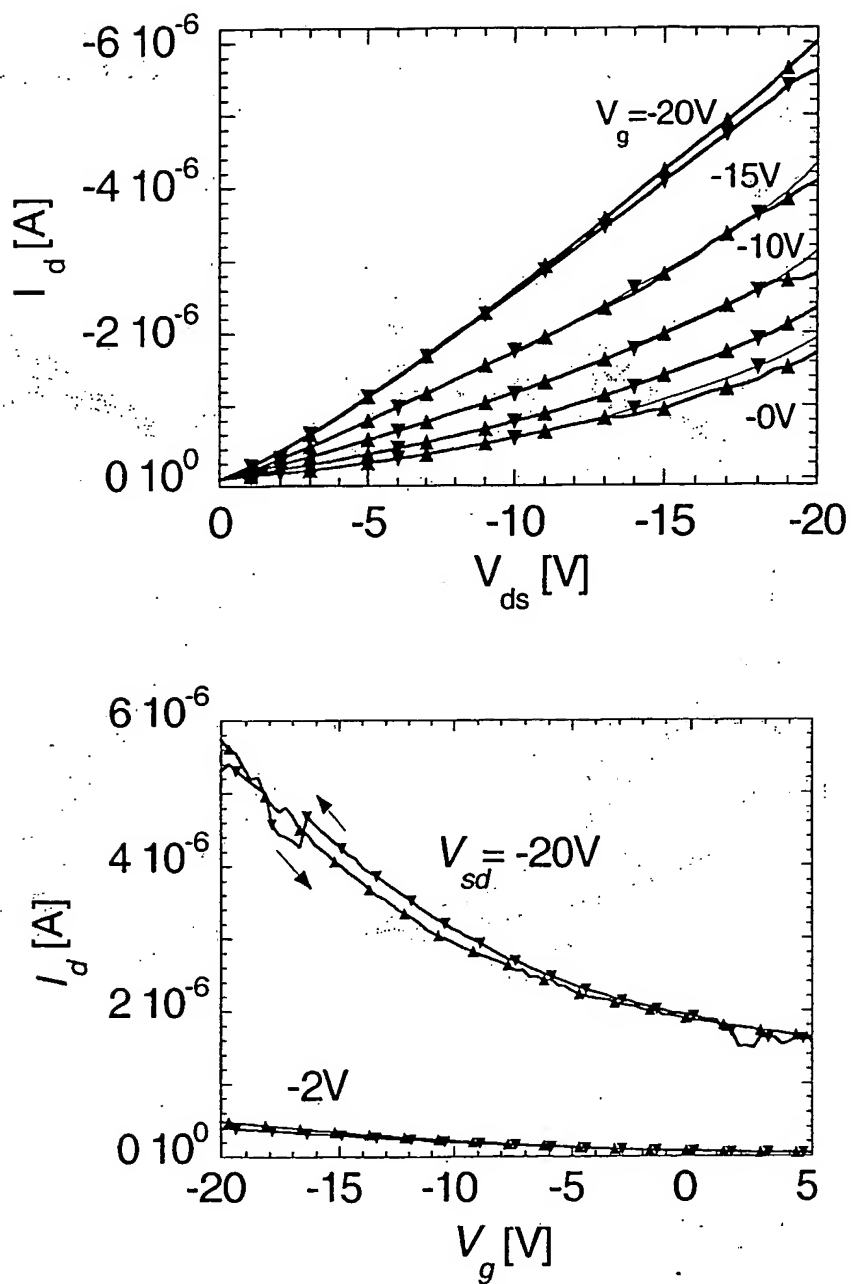 -6 10^-6
-4 10^-6
-2 10^-6
0 10^0
I_d [A]
V_g=-20V
-15V
-10V
-0V
0 -5 -10 -15 -20
V_ds [V]
6 10^-6
4 10^-6
2 10^-6
0 10^0
I_d [A]
V_sd = -20V
-2V
-20 -15 -10 -5 0 5
V_g [V]